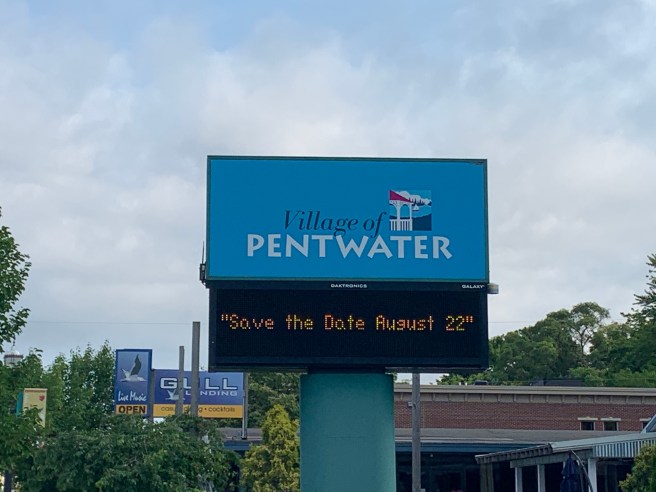 Village of
PENTWATER
DAKTRONICS GALAXY
"Save the Date August 22"
Live Music
OPEN
GULL
LANDING
cocktails